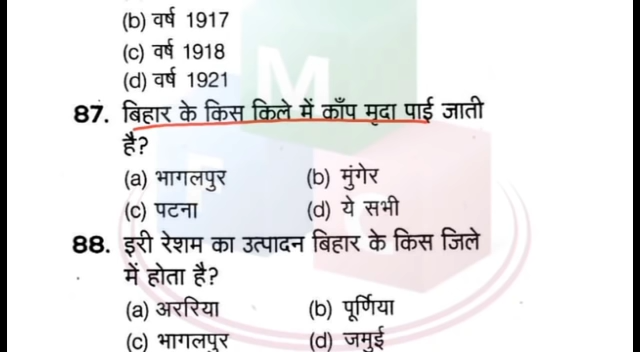 (b) वर्ष 1917
(c) वर्ष 1918
(d) वर्ष 1921
87. बिहार के किस किले में काँप मृदा पाई जाती
है?
(a) भागलपुर (b) मुंगेर
(c) पटना (d) ये सभी
88. इरी रेशम का उत्पादन बिहार के किस जिले
में होता है?
(a) अररिया (b) पूर्णिया
(c) भागलपुर (d) जमुई